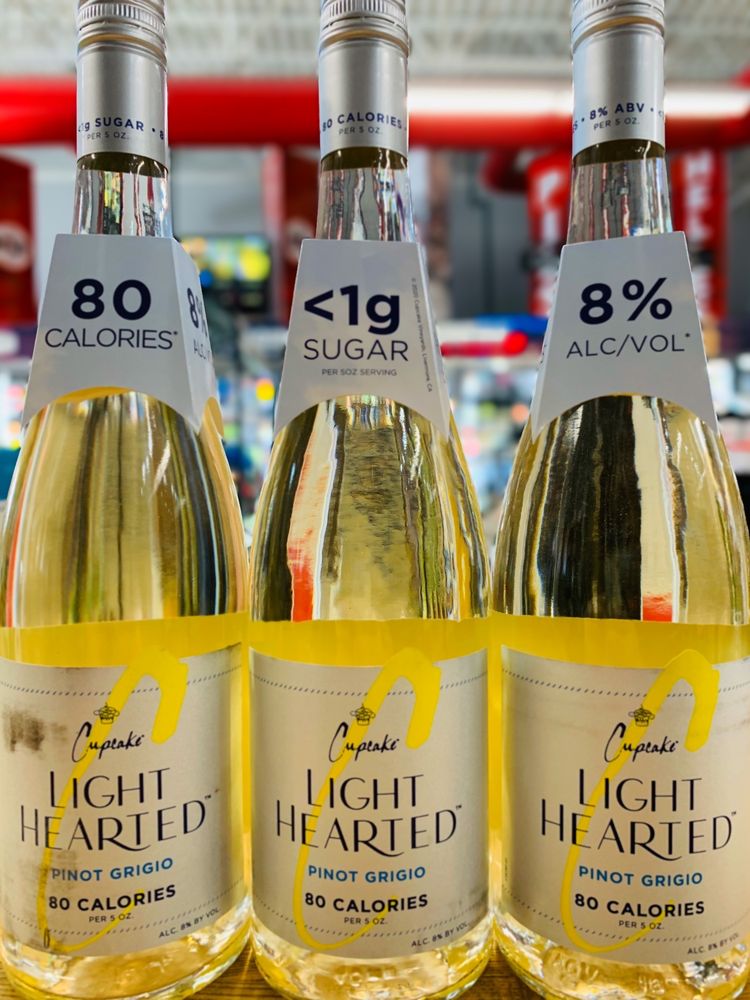 <1g SUGAR • 8
PER 5 OZ.
80
CALORIES*
8%
Cupcake
LIGHT
HEARTED™
PINOT GRIGIO
80 CALORIES
PER 5 OZ.
ALC. 8% BY VOL.
80 CALORIES
PER 5 OZ.
<1g
SUGAR
PER 5OZ SERVING
Cupcake
LIGHT
HEARTED™
PINOT GRIGIO
80 CALORIES
PER 5 OZ.
ALC. 8% BY VOL.
• 8% ABV •
PER 5 OZ.
8%
ALC/VOL*
Cupcake
LIGHT
HEARTED™
PINOT GRIGIO
80 CALORIES
PER 5 OZ.
ALC. 8% BY VOL.